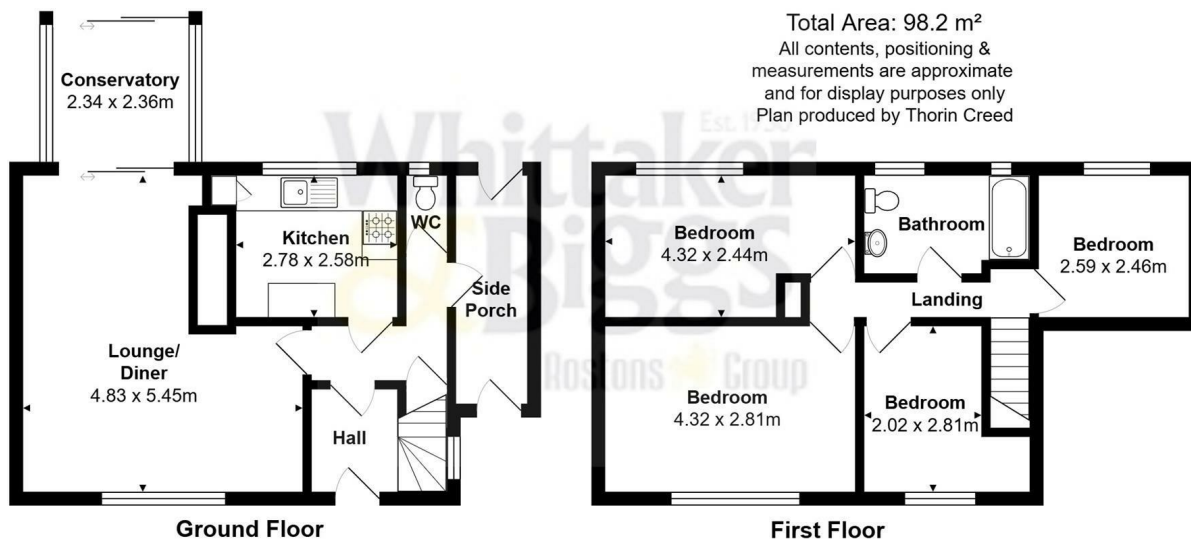 Total Area: 98.2 m²
All contents, positioning &
measurements are approximate
and for display purposes only
Plan produced by Thorin Creed
Whittaker
Est. 1930
& Biggs
Rostons Group
Conservatory
2.34 x 2.36m
Kitchen
2.78 x 2.58m
WC
Side
Porch
Lounge/
Diner
4.83 x 5.45m
Hall
Ground Floor
Bedroom
4.32 x 2.44m
Bathroom
Bedroom
2.59 x 2.46m
Landing
Bedroom
4.32 x 2.81m
Bedroom
2.02 x 2.81m
First Floor